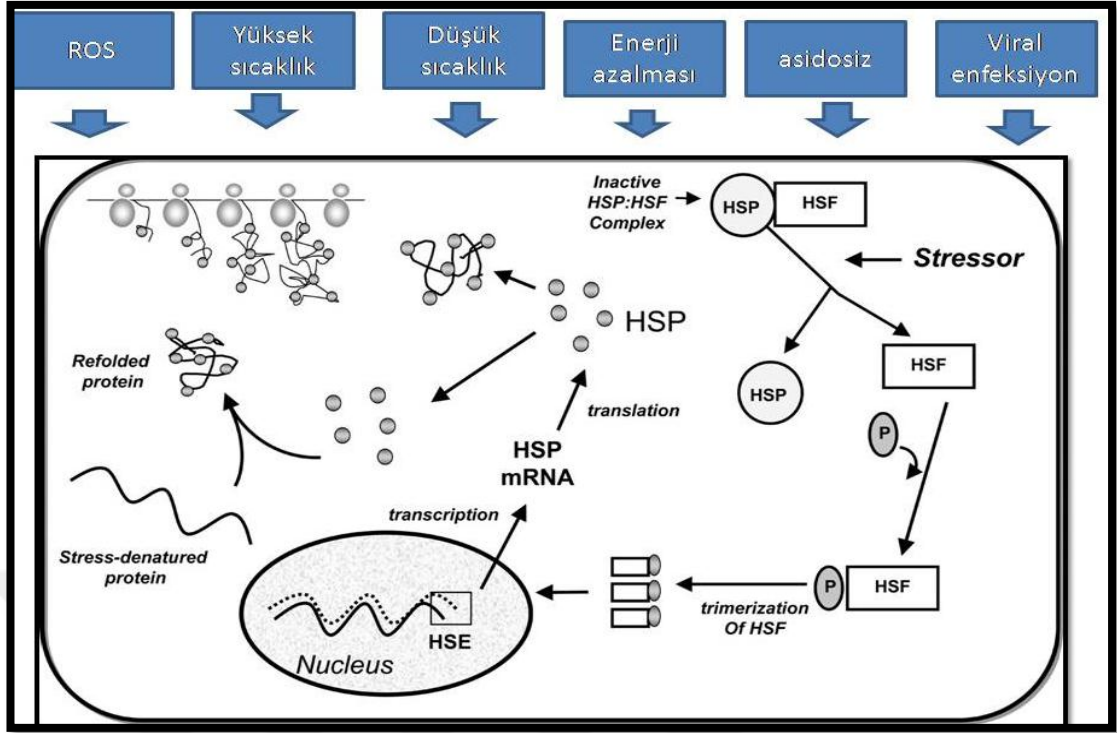 ROS
Yüksek
sıcaklık
Düşük
sıcaklık
Enerji
azalması
asidosiz
Viral
enfeksiyon
Inactive
HSP:HSF
Complex
HSP
HSF
Stressor
HSP
HSF
HSP
Refolded
protein
translation
P
HSP
mRNA
transcription
Stress-denatured
protein
P
HSF
trimerization
Of HSF
HSE
Nucleus